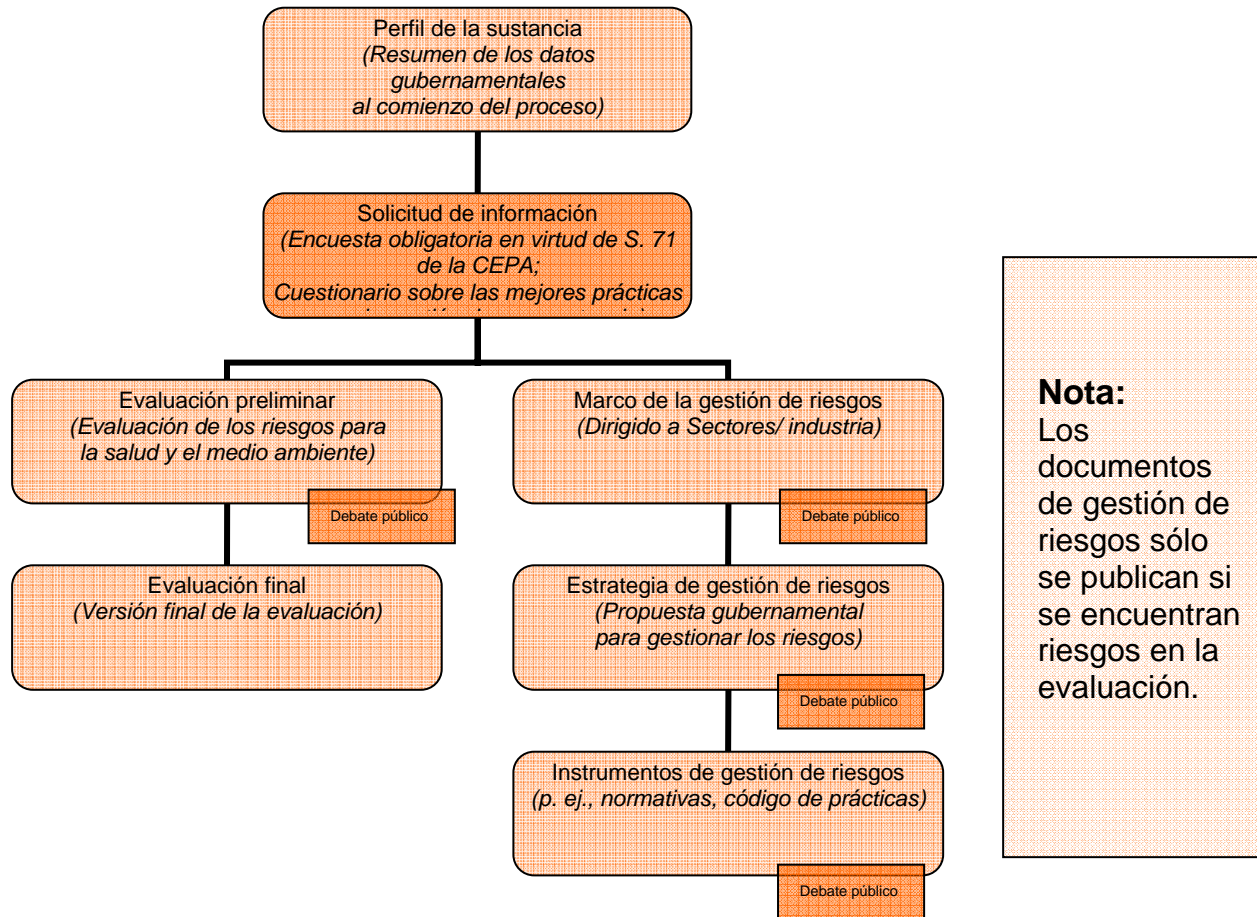 Perfil de la sustancia
(Resumen de los datos
gubernamentales
al comienzo del proceso)
Solicitud de información
(Encuesta obligatoria en virtud de S. 71
de la CEPA;
Cuestionario sobre las mejores prácticas
Evaluación preliminar
(Evaluación de los riesgos para
la salud y el medio ambiente)
Debate público
Evaluación final
(Versión final de la evaluación)
Marco de la gestión de riesgos
(Dirigido a Sectores/ industria)
Debate público
Estrategia de gestión de riesgos
(Propuesta gubernamental
para gestionar los riesgos)
Debate público
Instrumentos de gestión de riesgos
(p. ej., normativas, código de prácticas)
Debate público
Nota:
Los
documentos
de gestión de
riesgos sólo
se publican si
se encuentran
riesgos en la
evaluación.